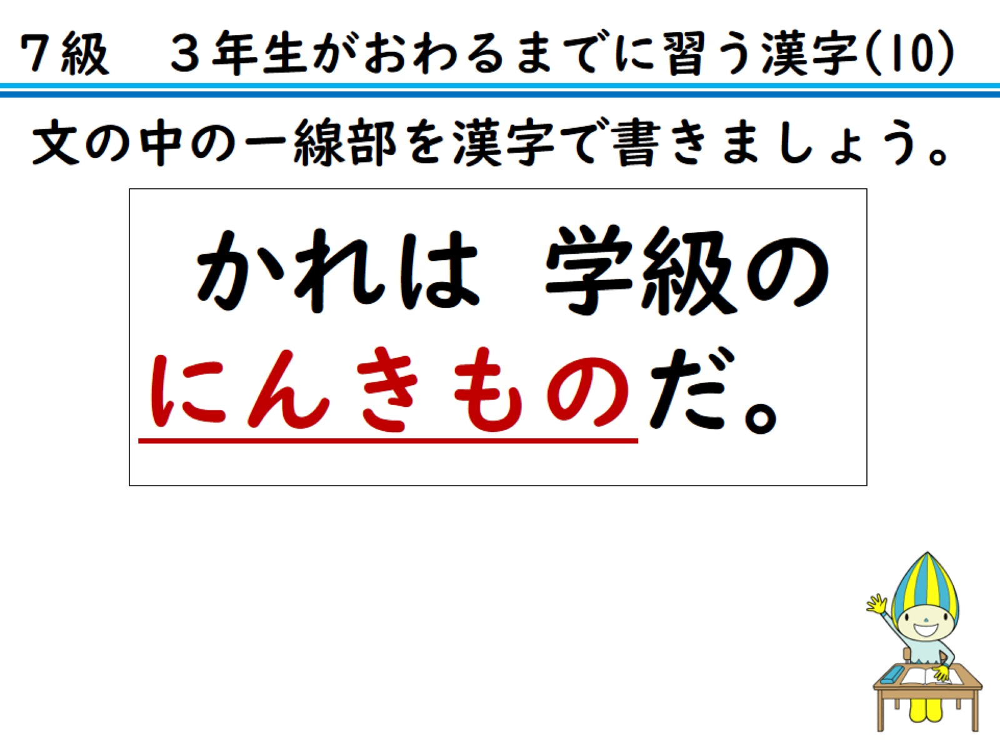 ７級　３年生がおわるまでに習う漢字(10)
文の中の－線部を漢字で書きましょう。
かれは　学級の
にんきものだ。